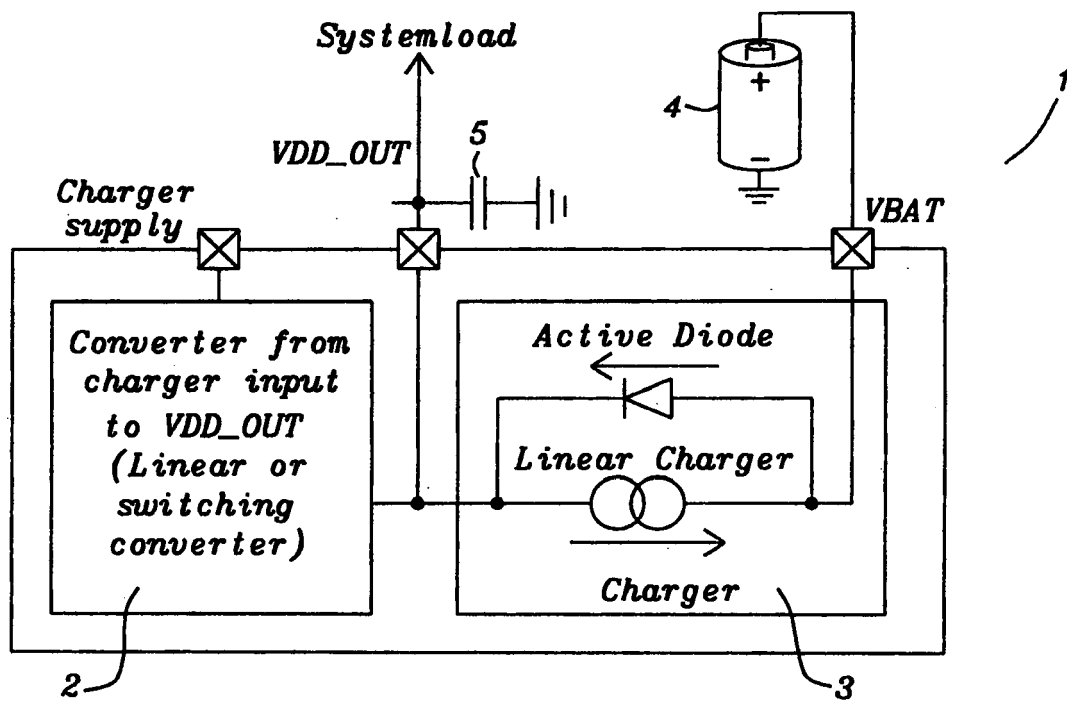 Systemload
1
4
+
-
VDD_OUT
5
Charger
supply
VBAT
Converter from
charger input
to VDD_OUT
(Linear or
switching
converter)
Active Diode
Linear Charger
Charger
2
3